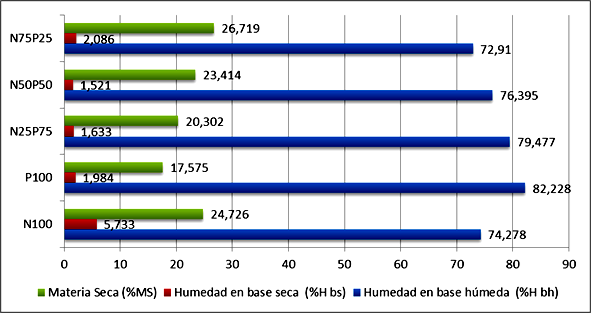 N75P25
26,719
2,086
72,91
N50P50
23,414
1,521
76,395
N25P75
20,302
1,633
79,477
P100
17,575
1,984
82,228
N100
24,726
5,733
74,278
0 10 20 30 40 50 60 70 80 90
Materia Seca (%MS) Humedad en base seca (%H bs) Humedad en base húmeda (%H bh)